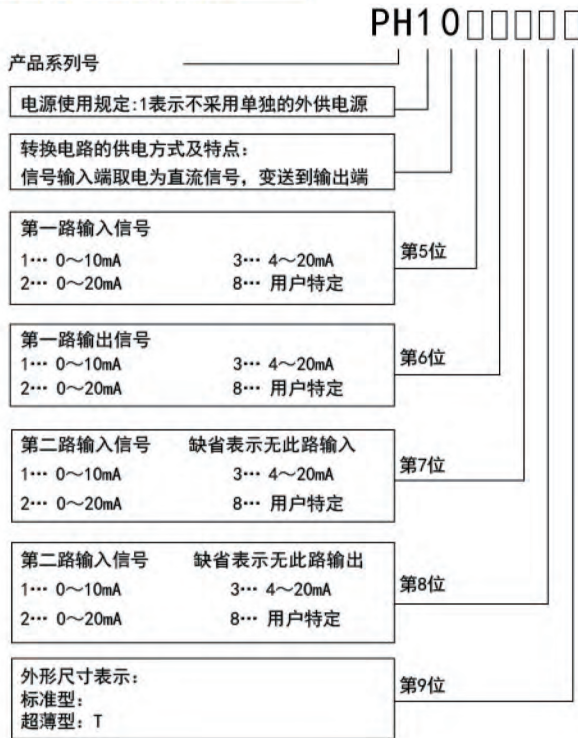 PH10□□□□□
产品系列号
电源使用规定:1表示不采用单独的外供电源
转换电路的供电方式及特点:
信号输入端取电为直流信号，变送到输出端
第一路输入信号
1… 0～10mA 3… 4～20mA
2… 0～20mA 8… 用户特定
第5位
第一路输出信号
1… 0～10mA 3… 4～20mA
2… 0～20mA 8… 用户特定
第6位
第二路输入信号 缺省表示无此路输入
1… 0～10mA 3… 4～20mA
2… 0～20mA 8… 用户特定
第7位
第二路输入信号 缺省表示无此路输出
1… 0～10mA 3… 4～20mA
2… 0～20mA 8… 用户特定
第8位
外形尺寸表示:
标准型:
超薄型: T
第9位